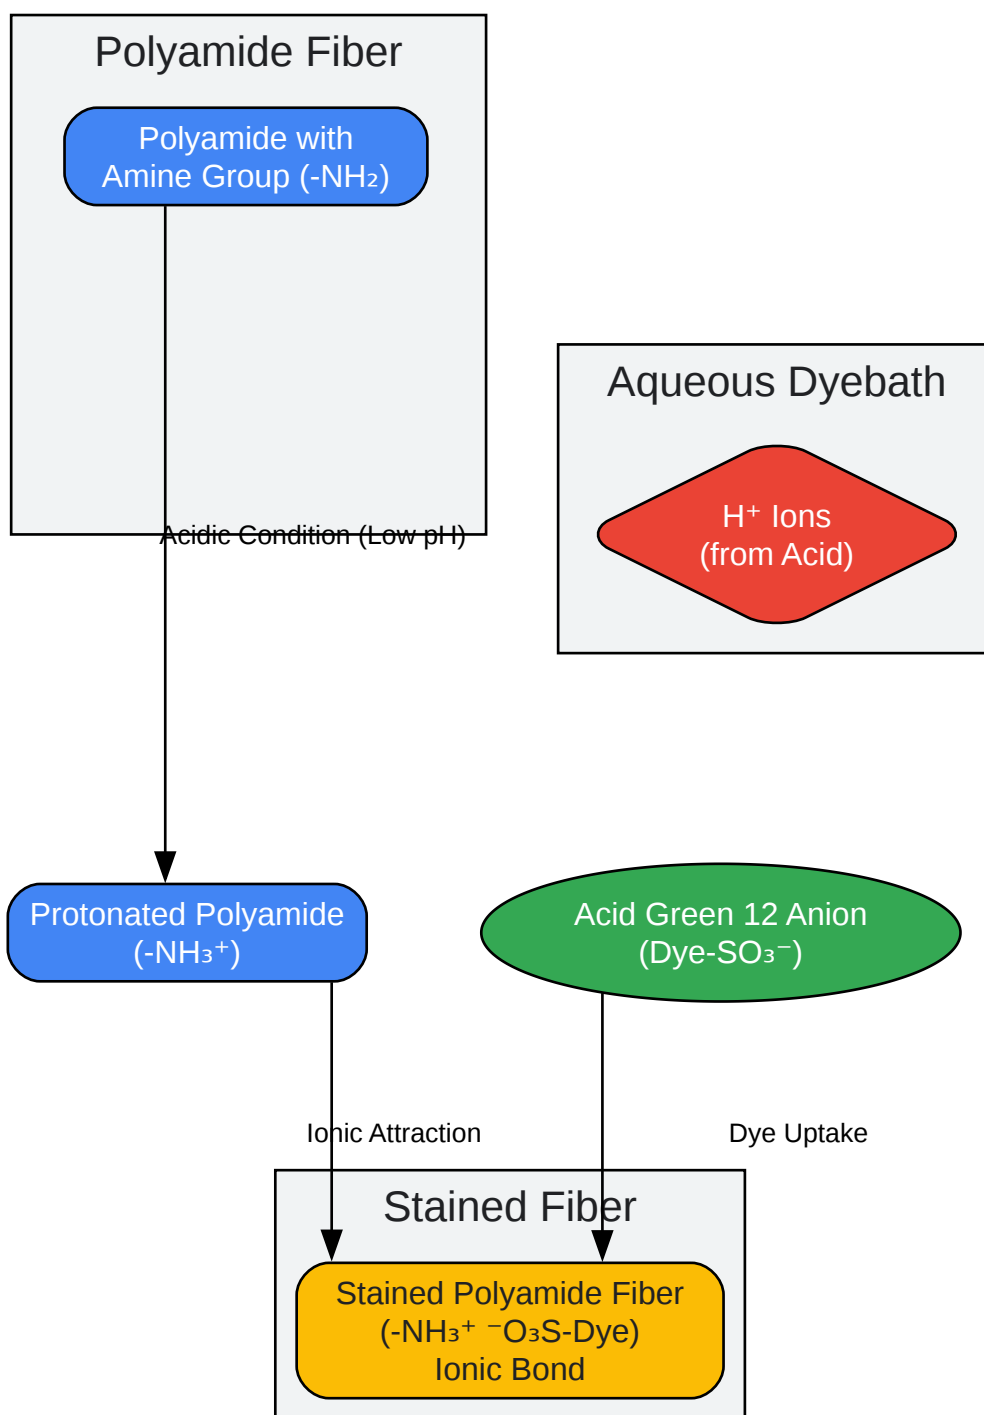 Polyamide Fiber
Polyamide with
Amine Group (-NH₂)
Aqueous Dyebath
H⁺ Ions
(from Acid)
Acidic Condition (Low pH)
Protonated Polyamide
(-NH₃⁺)
Acid Green 12 Anion
(Dye-SO₃⁻)
Ionic Attraction
Dye Uptake
Stained Fiber
Stained Polyamide Fiber
(-NH₃⁺ ⁻O₃S-Dye)
Ionic Bond